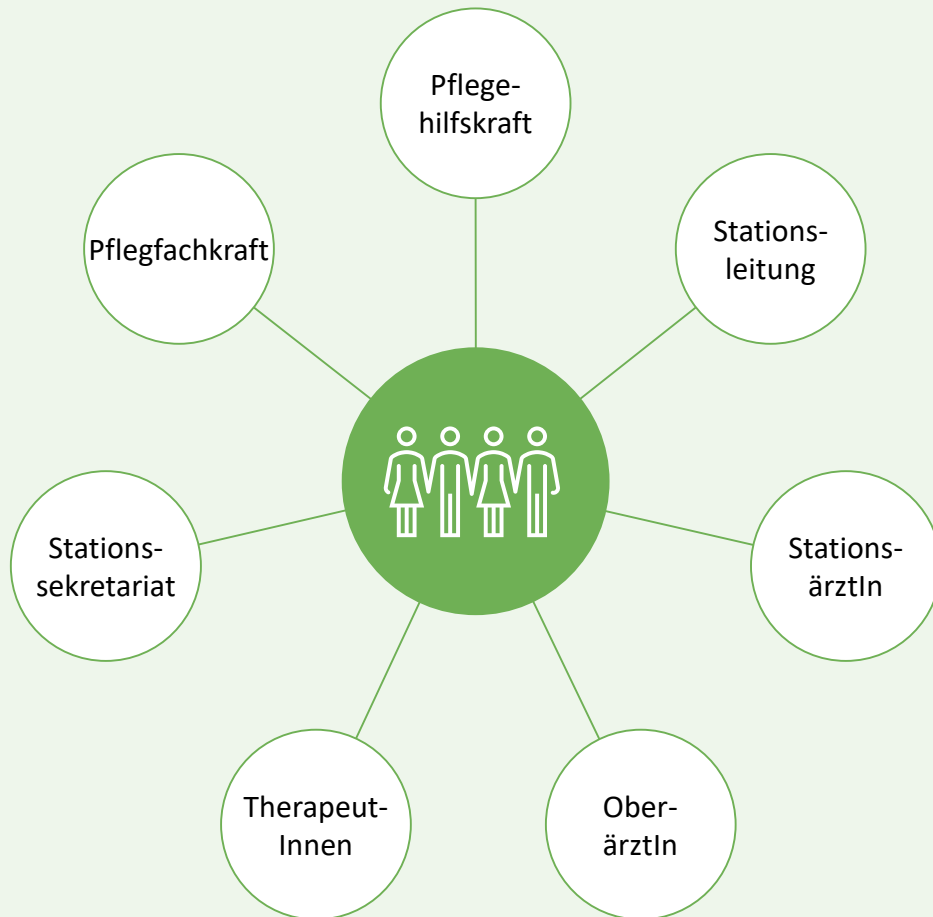 Pflege-
hilfskraft
Stations-
leitung
Stations-
ärztIn
Ober-
ärztIn
Therapeut-
Innen
Stations-
sekretariat
Pflegfachkraft